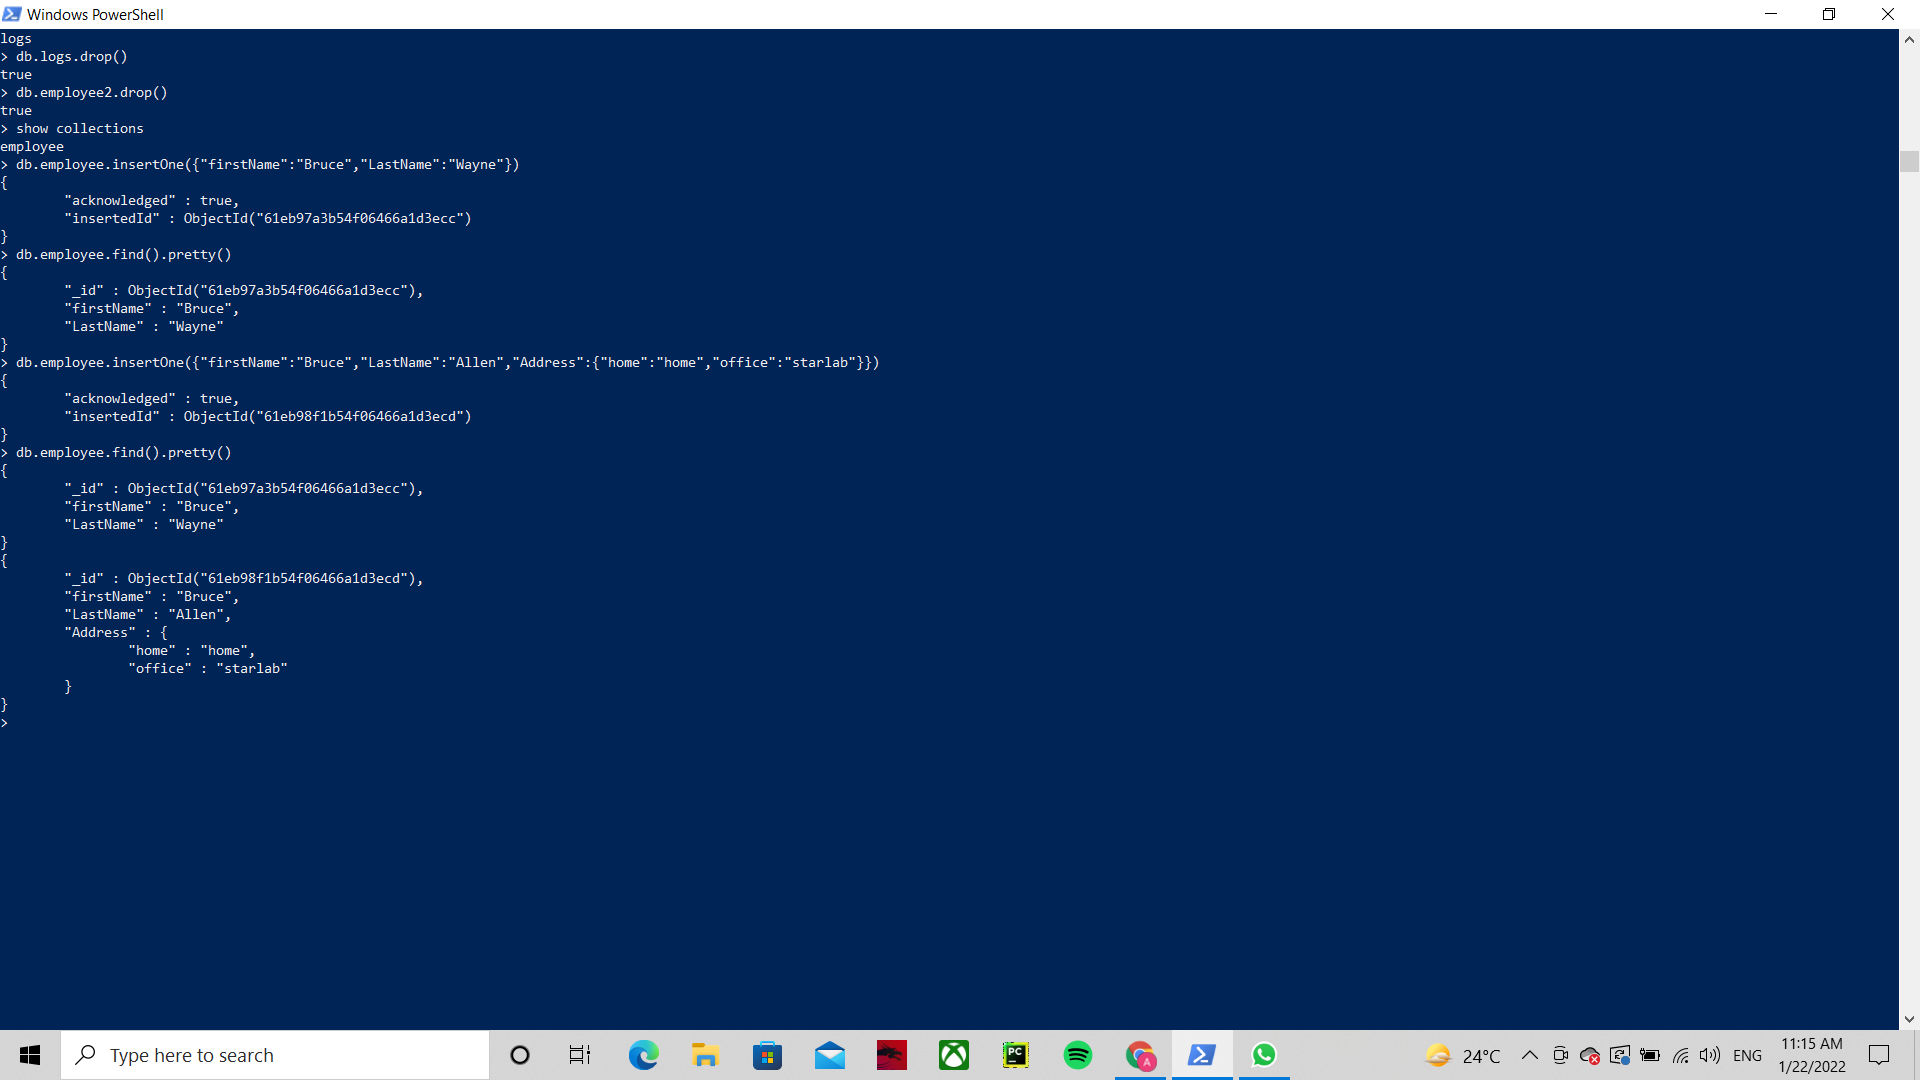 Windows PowerShell
logs
> db.logs.drop()
true
> db.employee2.drop()
true
> show collections
employee
> db.employee.insertOne({"firstName":"Bruce","LastName":"Wayne"})
{
        "acknowledged" : true,
        "insertedId" : ObjectId("61eb97a3b54f06466a1d3ecc")
}
> db.employee.find().pretty()
{
        "_id" : ObjectId("61eb97a3b54f06466a1d3ecc"),
        "firstName" : "Bruce",
        "LastName" : "Wayne"
}
> db.employee.insertOne({"firstName":"Bruce","LastName":"Allen","Address":{"home":"home","office":"starlab"}})
{
        "acknowledged" : true,
        "insertedId" : ObjectId("61eb98f1b54f06466a1d3ecd")
}
> db.employee.find().pretty()
{
        "_id" : ObjectId("61eb97a3b54f06466a1d3ecc"),
        "firstName" : "Bruce",
        "LastName" : "Wayne"
}
{
        "_id" : ObjectId("61eb98f1b54f06466a1d3ecd"),
        "firstName" : "Bruce",
        "LastName" : "Allen",
        "Address" : {
                "home" : "home",
                "office" : "starlab"
        }
}
>
Type here to search
PC
A
24°C
ENG
11:15 AM
1/22/2022